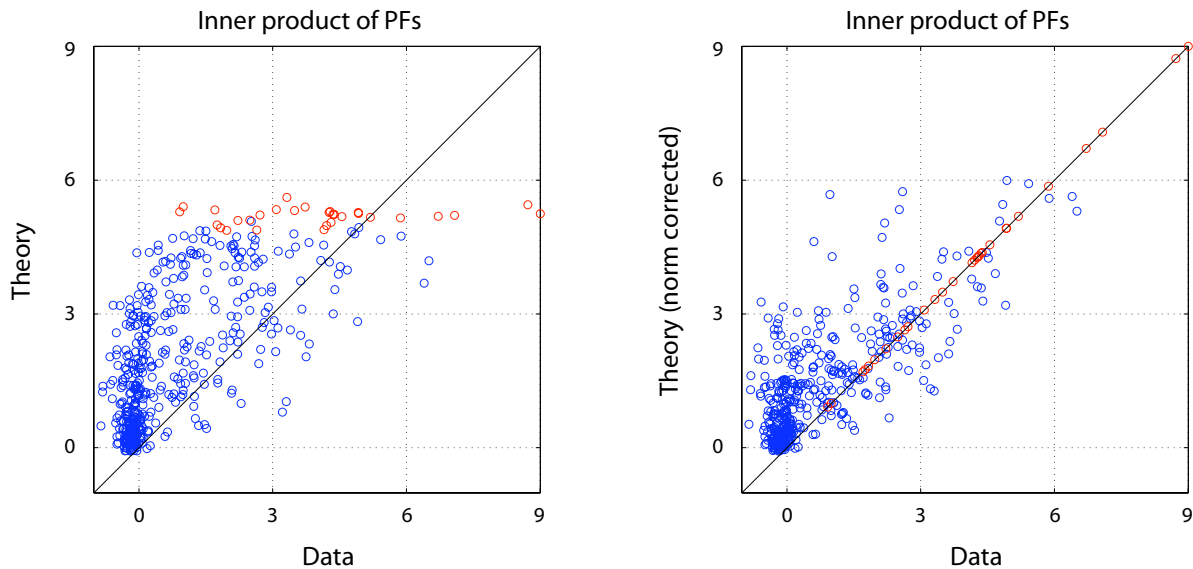 Inner product of PFs
9
6
3
0
0 3 6 9
Theory
Data
Inner product of PFs
9
6
3
0
0 3 6 9
Theory (norm corrected)
Data